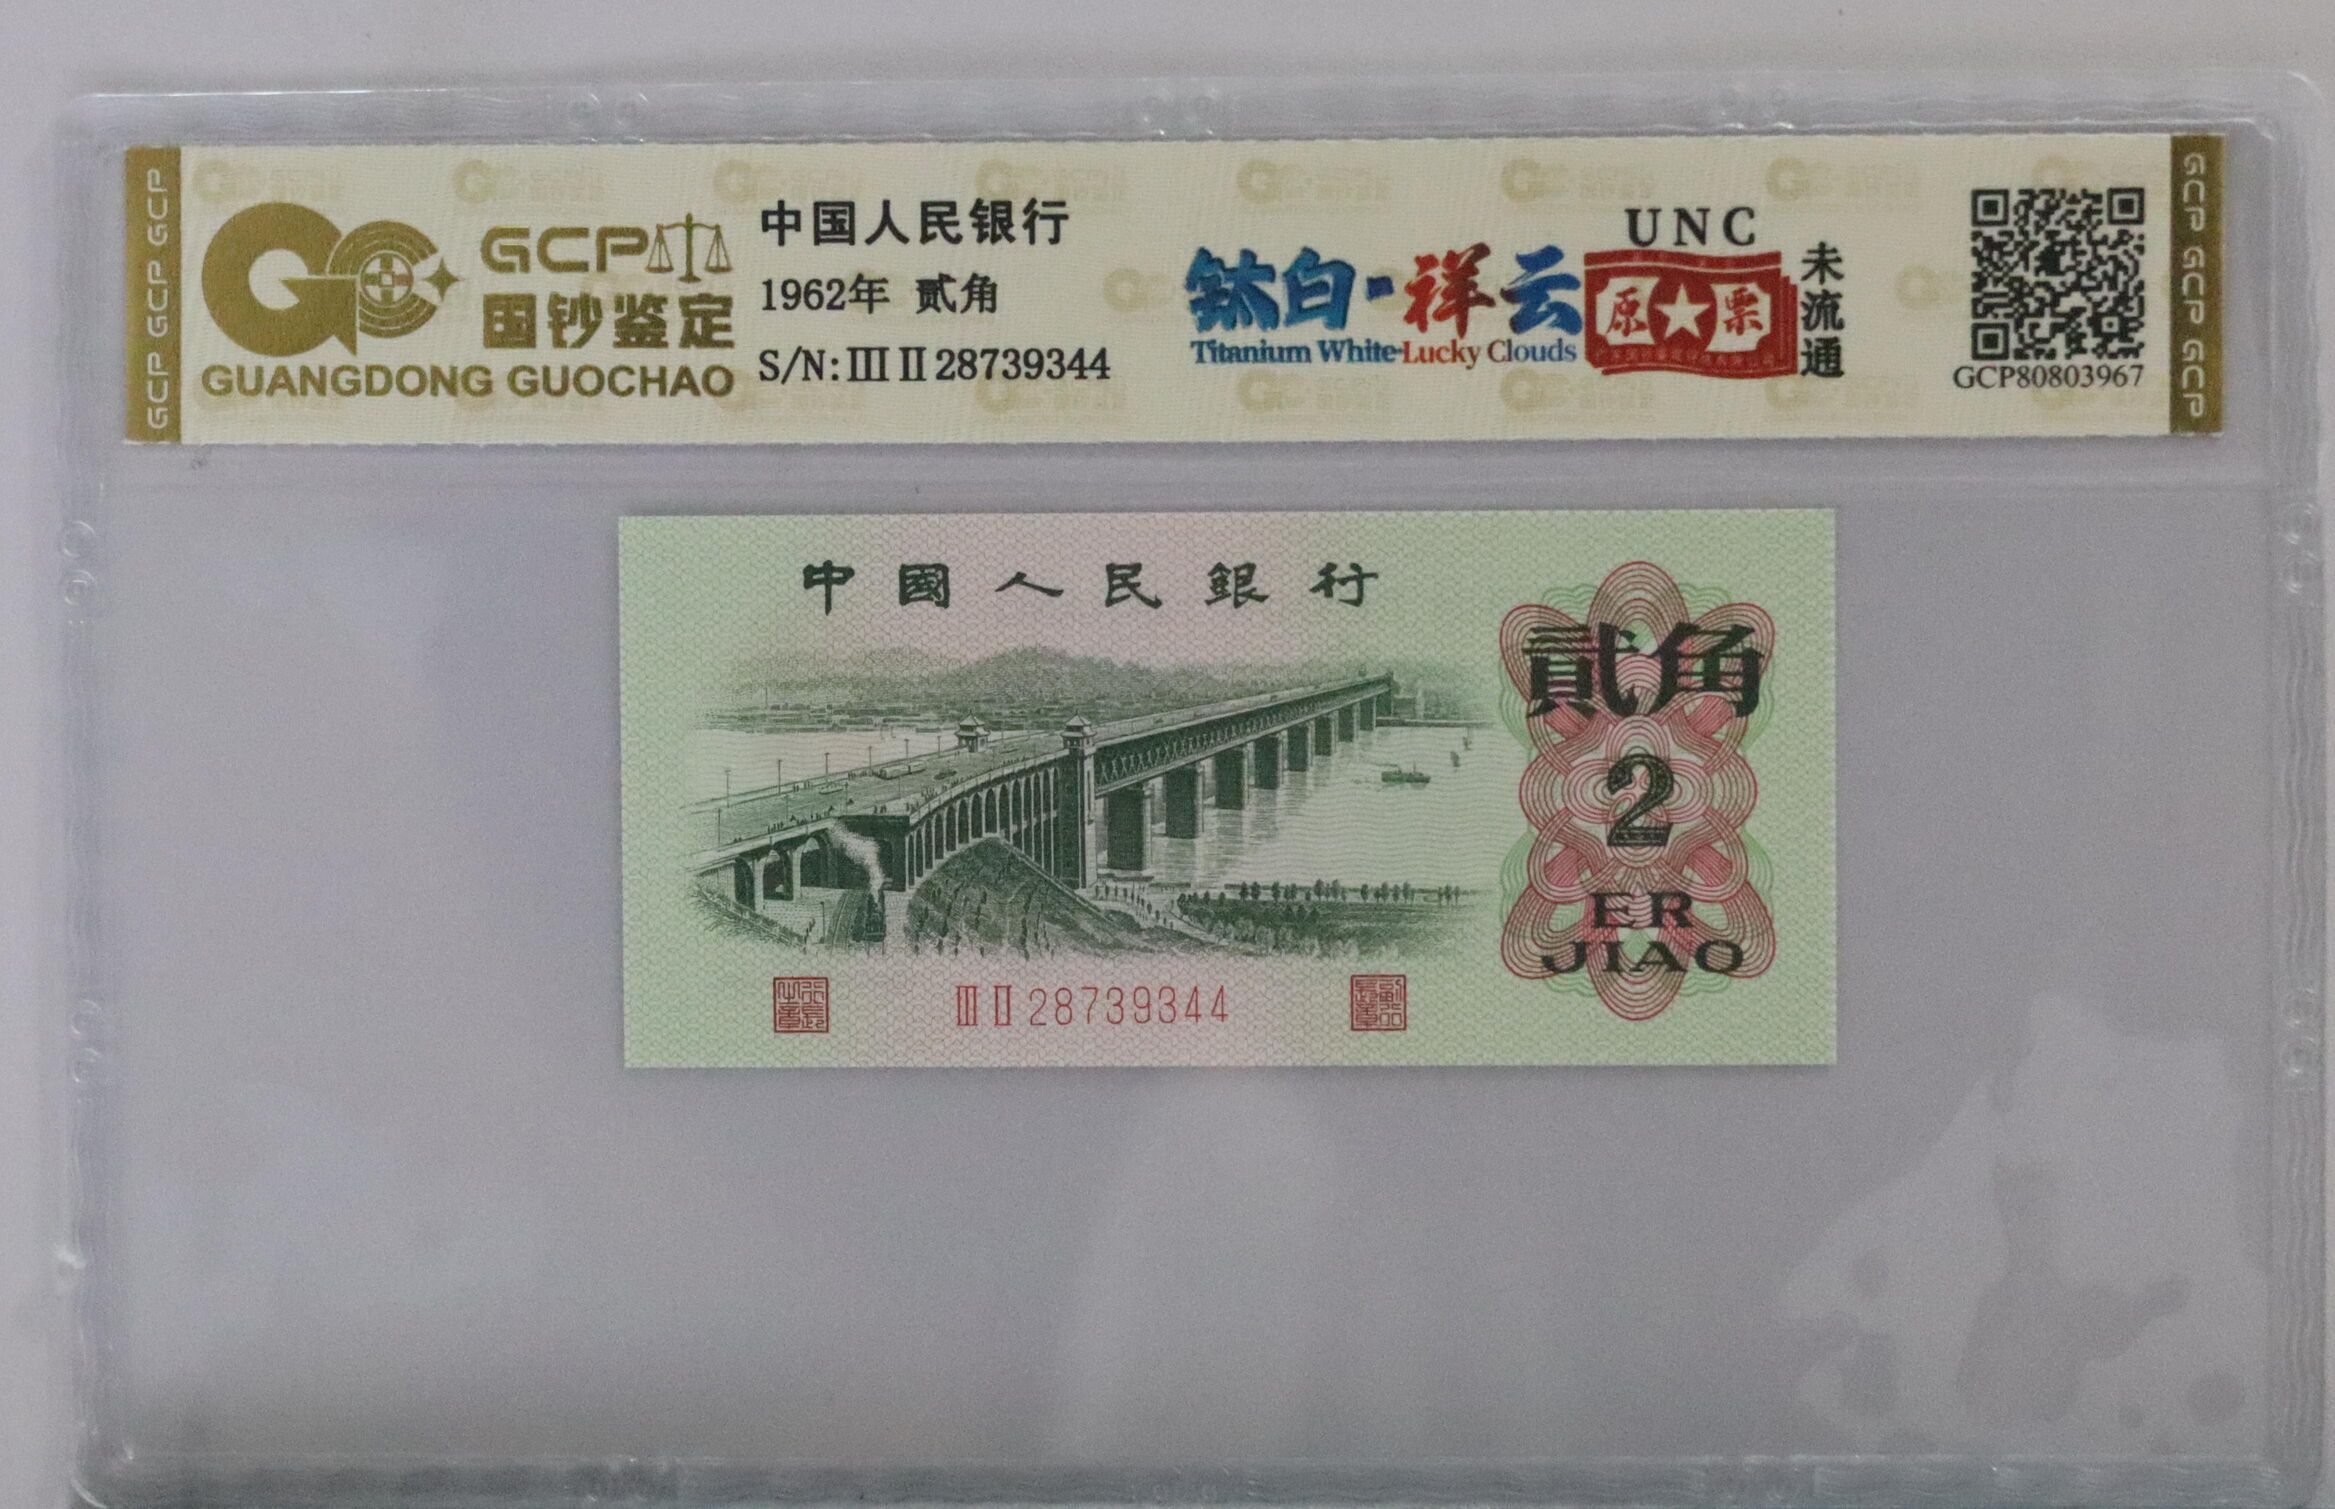 GCP GCP GCP
GCP
国钞鉴定
GUANGDONG GUOCHAO
中国人民银行
1962年 贰角
S/N:ⅢⅡ28739344
钛白-祥云
Titanium White-Lucky Clouds
UNC
原★票
未流通
GCP80803967
GCP GCP GCP
中國人民銀行
貳角
2
ER
JIAO
ⅢⅡ28739344